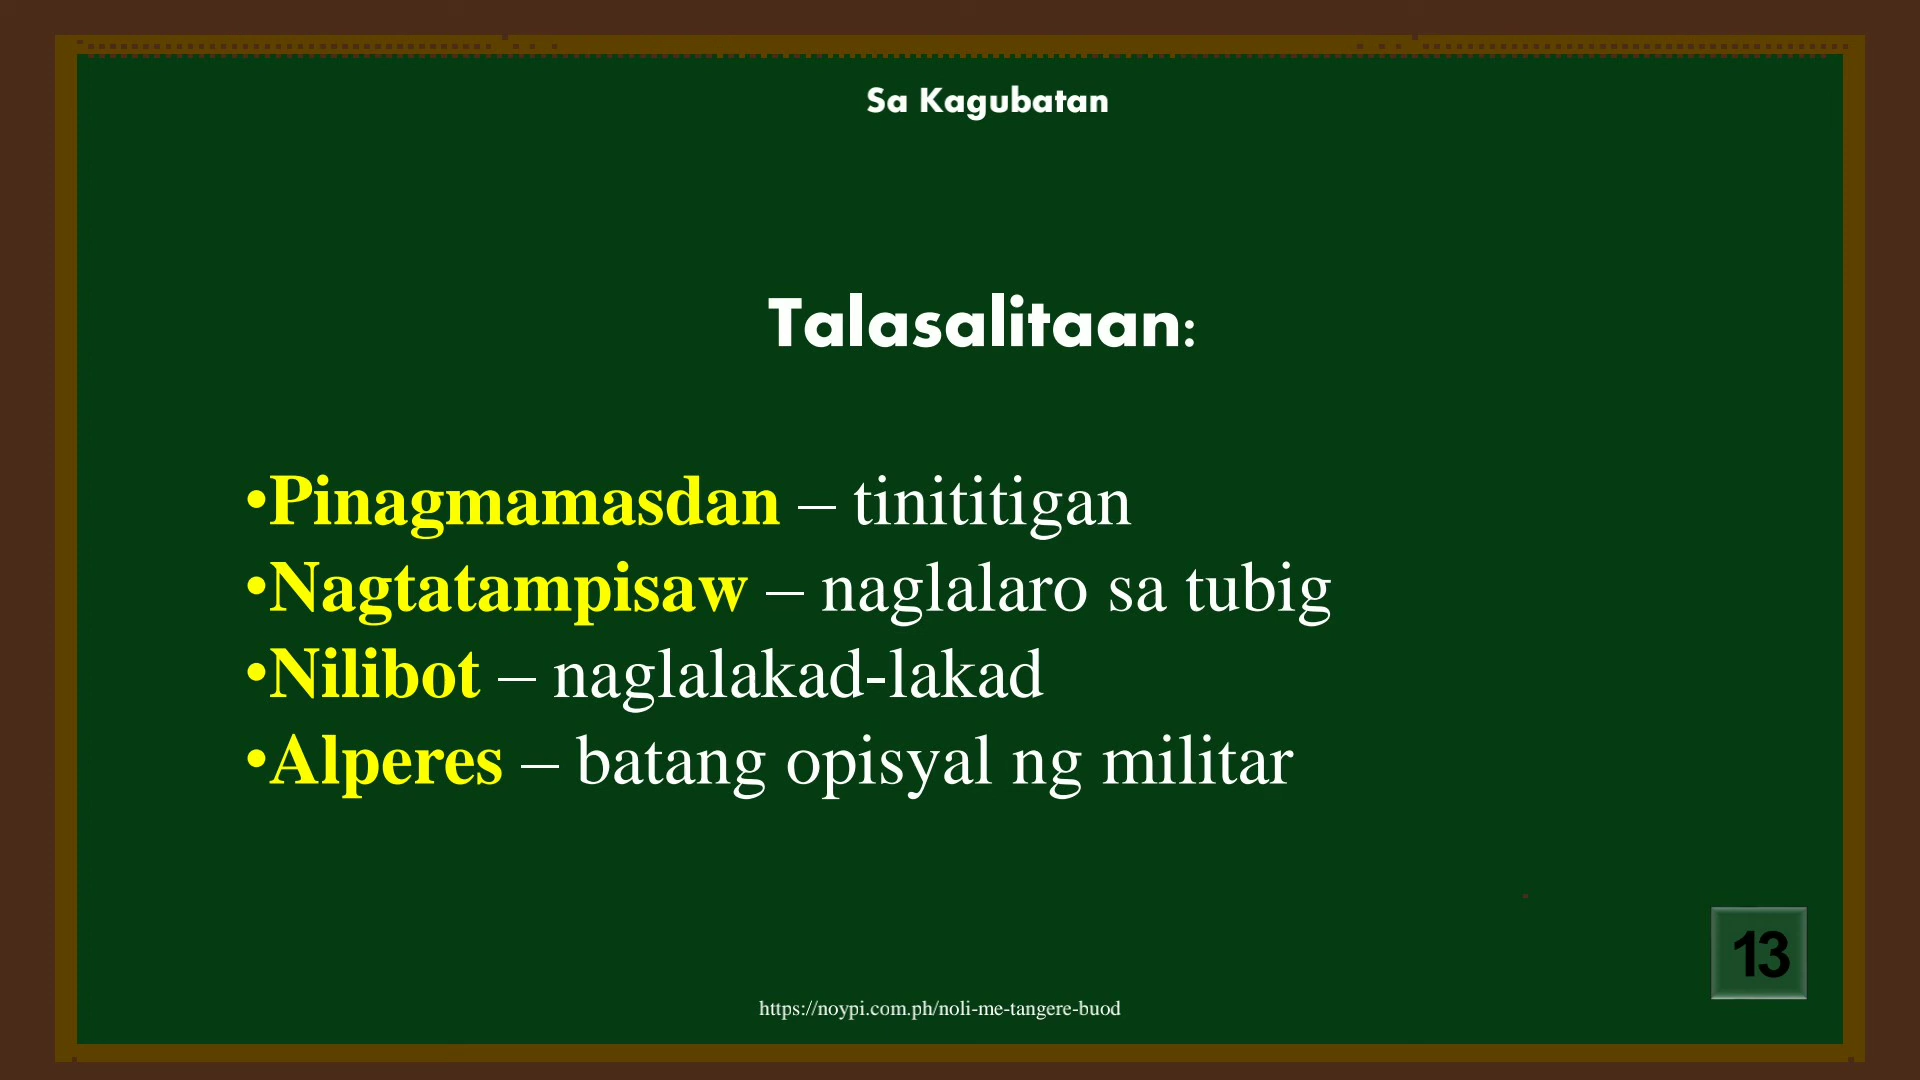 Sa Kagubatan
Talasalitaan:
•Pinagmamasdan – tinititigan
•Nagtatampisaw – naglalaro sa tubig
•Nilibot – naglalakad-lakad
•Alperes – batang opisyal ng militar
13
https://noypi.com.ph/noli-me-tangere-buod